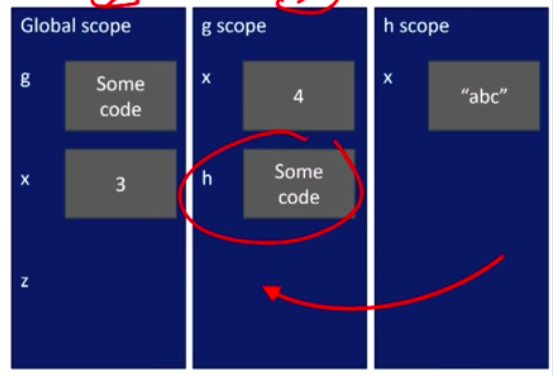 Global scope
g
Some
code
x
3
z
g scope
x
4
h
Some
code
h scope
x
“abc”